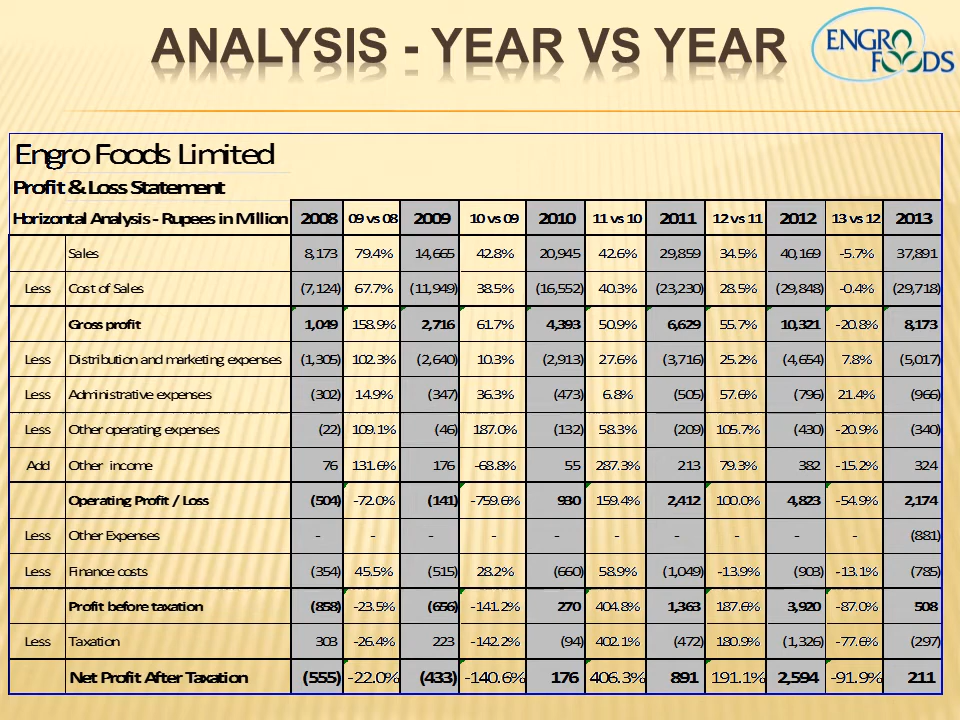 ANALYSIS - YEAR VS YEAR
ENGRO FOODS
Engro Foods Limited
Profit & Loss Statement
Horizontal Analysis - Rupees in Million 2008 09 vs 08 2009 10 vs 09 2010 11 vs 10 2011 12 vs 11 2012 13 vs 12 2013
Sales 8,173 79.4% 14,665 42.8% 20,945 42.6% 29,859 34.5% 40,169 -5.7% 37,891
Less Cost of Sales (7,124) 67.7% (11,949) 38.5% (16,552) 40.3% (23,230) 28.5% (29,848) -0.4% (29,718)
Gross profit 1,049 158.9% 2,716 61.7% 4,393 50.9% 6,629 55.7% 10,321 -20.8% 8,173
Less Distribution and marketing expenses (1,305) 102.3% (2,640) 10.3% (2,913) 27.6% (3,716) 25.2% (4,654) 7.8% (5,017)
Less Administrative expenses (302) 14.9% (347) 36.3% (473) 6.8% (505) 57.6% (796) 21.4% (966)
Less Other operating expenses (22) 109.1% (46) 187.0% (132) 58.3% (209) 105.7% (430) -20.9% (340)
Add Other income 76 131.6% 176 -68.8% 55 287.3% 213 79.3% 382 -15.2% 324
Operating Profit / Loss (504) -72.0% (141) -759.6% 930 159.4% 2,412 100.0% 4,823 -54.9% 2,174
Less Other Expenses - - - - - - - - - - (881)
Less Finance costs (354) 45.5% (515) 28.2% (660) 58.9% (1,049) -13.9% (903) -13.1% (785)
Profit before taxation (858) -23.5% (656) -141.2% 270 404.8% 1,363 187.6% 3,920 -87.0% 508
Less Taxation 303 -26.4% 223 -142.2% (94) 402.1% (472) 180.9% (1,326) -77.6% (297)
Net Profit After Taxation (555) -22.0% (433) -140.6% 176 406.3% 891 191.1% 2,594 -91.9% 211